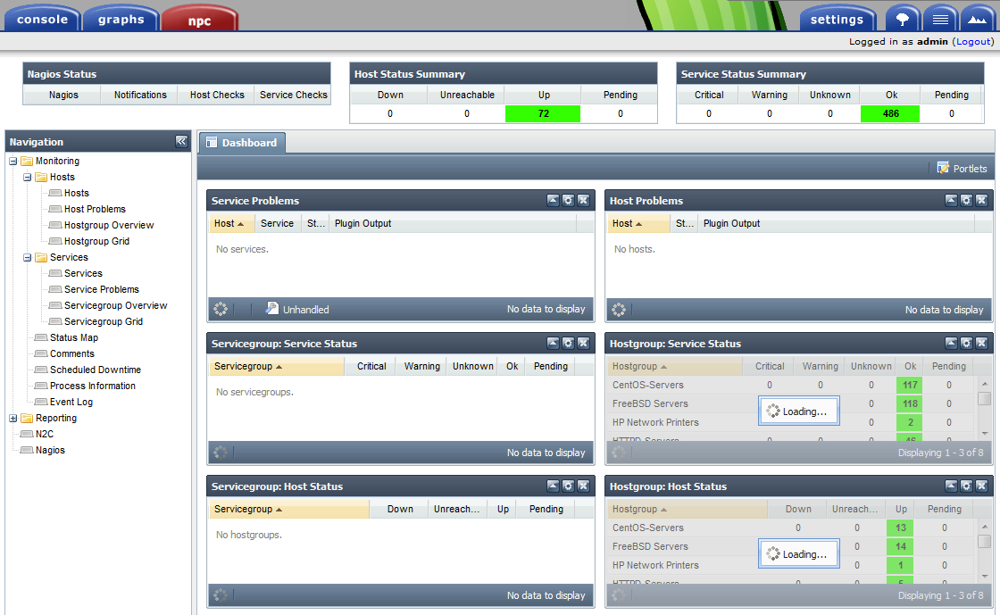 console graphs npc settings
Logged in as admin (Logout)
Nagios Status
Nagios Notifications Host Checks Service Checks
Host Status Summary
Down Unreachable Up Pending
0 0 72 0
Service Status Summary
Critical Warning Unknown Ok Pending
0 0 0 486 0
Navigation
Monitoring
Hosts
Hosts
Host Problems
Hostgroup Overview
Hostgroup Grid
Services
Services
Service Problems
Servicegroup Overview
Servicegroup Grid
Status Map
Comments
Scheduled Downtime
Process Information
Event Log
Reporting
N2C
Nagios
Dashboard
Portlets
Service Problems
Host Service St... Plugin Output
No services.
Unhandled No data to display
Host Problems
Host St... Plugin Output
No hosts.
No data to display
Servicegroup: Service Status
Servicegroup Critical Warning Unknown Ok Pending
No servicegroups.
No data to display
Hostgroup: Service Status
Hostgroup Critical Warning Unknown Ok Pending
CentOS-Servers 0 0 0 117 0
FreeBSD Servers 0 118 0
Loading...
HP Network Printers 0 2 0
HTTPD-Servers 0 0 0 46 0
Displaying 1 - 3 of 8
Servicegroup: Host Status
Servicegroup Down Unreach... Up Pending
No hostgroups.
No data to display
Hostgroup: Host Status
Hostgroup Down Unreach... Up Pending
CentOS-Servers 0 0 13 0
FreeBSD Servers 0 14 0
Loading...
HP Network Printers 0 1 0
HTTPD-Servers 0 0 5 0
Displaying 1 - 3 of 8